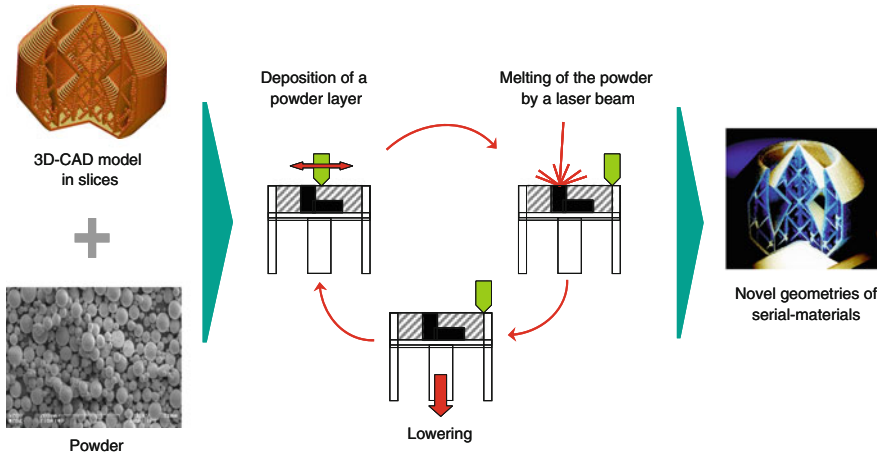 3D-CAD model
in slices
Powder
Deposition of a
powder layer
Melting of the powder
by a laser beam
Lowering
Novel geometries of
serial-materials